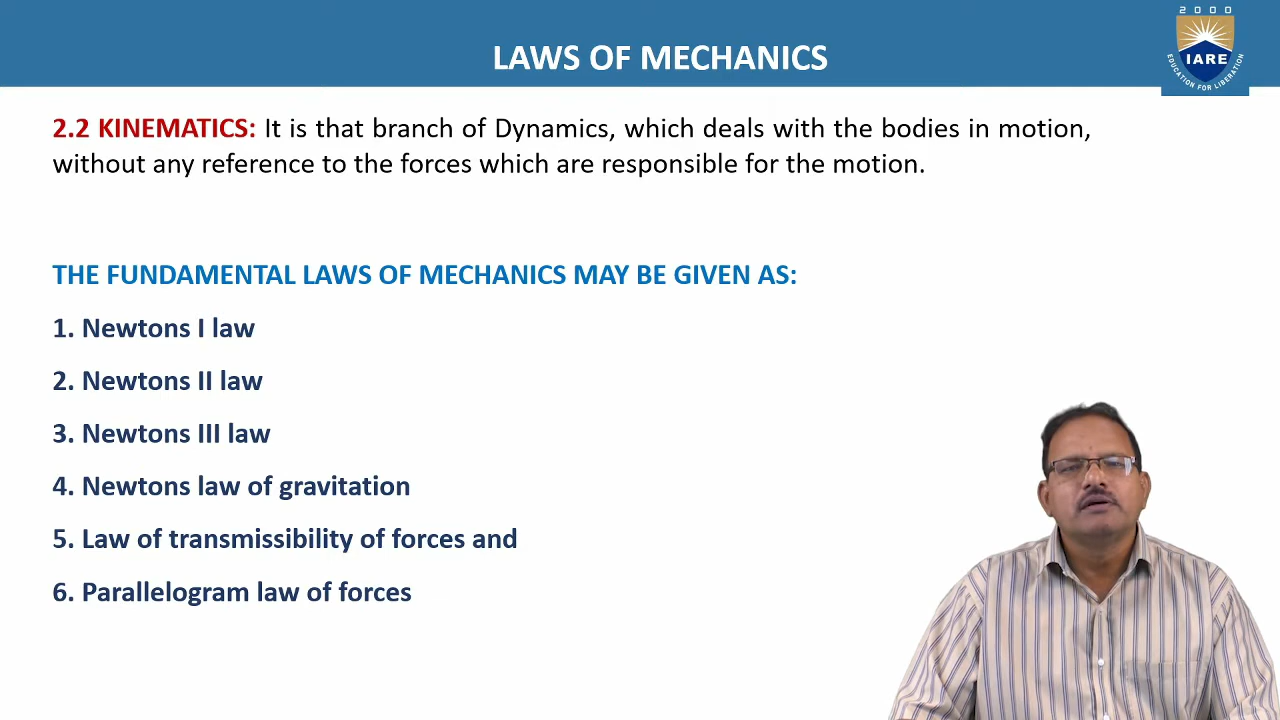 2000
IARE
EDUCATION FOR LIBERATION
LAWS OF MECHANICS
2.2 KINEMATICS: It is that branch of Dynamics, which deals with the bodies in motion,
without any reference to the forces which are responsible for the motion.
THE FUNDAMENTAL LAWS OF MECHANICS MAY BE GIVEN AS:
1. Newtons I law
2. Newtons II law
3. Newtons III law
4. Newtons law of gravitation
5. Law of transmissibility of forces and
6. Parallelogram law of forces